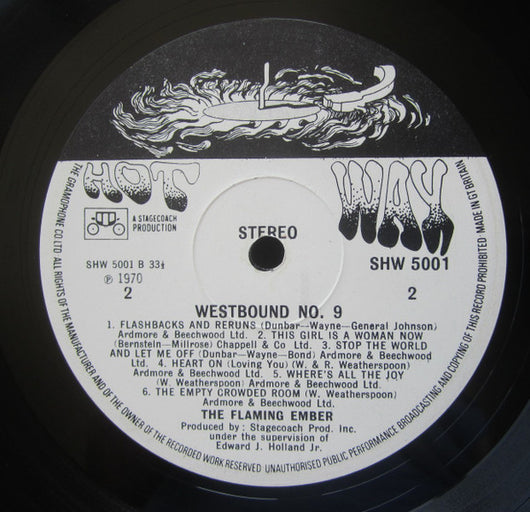 HOT WAX
A STAGECOACH
PRODUCTION
STEREO
SHW 5001 B 33⅓
SHW 5001
℗ 1970
2
2
WESTBOUND NO. 9
1. FLASHBACKS AND RERUNS (Dunbar—Wayne—General Johnson)
Ardmore & Beechwood Ltd. 2. THIS GIRL IS A WOMAN NOW
(Bernstein—Millrose) Chappell & Co Ltd. 3. STOP THE WORLD
AND LET ME OFF (Dunbar—Wayne—Bond) Ardmore & Beechwood
Ltd. 4. HEART ON (Loving You) (W. & R. Weatherspoon)
Ardmore & Beechwood Ltd. 5. WHERE'S ALL THE JOY
(W. Weatherspoon) Ardmore & Beechwood Ltd.
6. THE EMPTY CROWDED ROOM (W. Weatherspoon)
Ardmore & Beechwood Ltd.
THE FLAMING EMBER
Produced by: Stagecoach Prod. Inc.
under the supervision of
Edward J. Holland Jr.
THE GRAMOPHONE CO LTD ALL RIGHTS OF THE MANUFACTURER AND OF THE OWNER OF THE RECORDED WORK RESERVED UNAUTHORISED PUBLIC PERFORMANCE BROADCASTING AND COPYING OF THIS RECORD PROHIBITED MADE IN GT BRITAIN